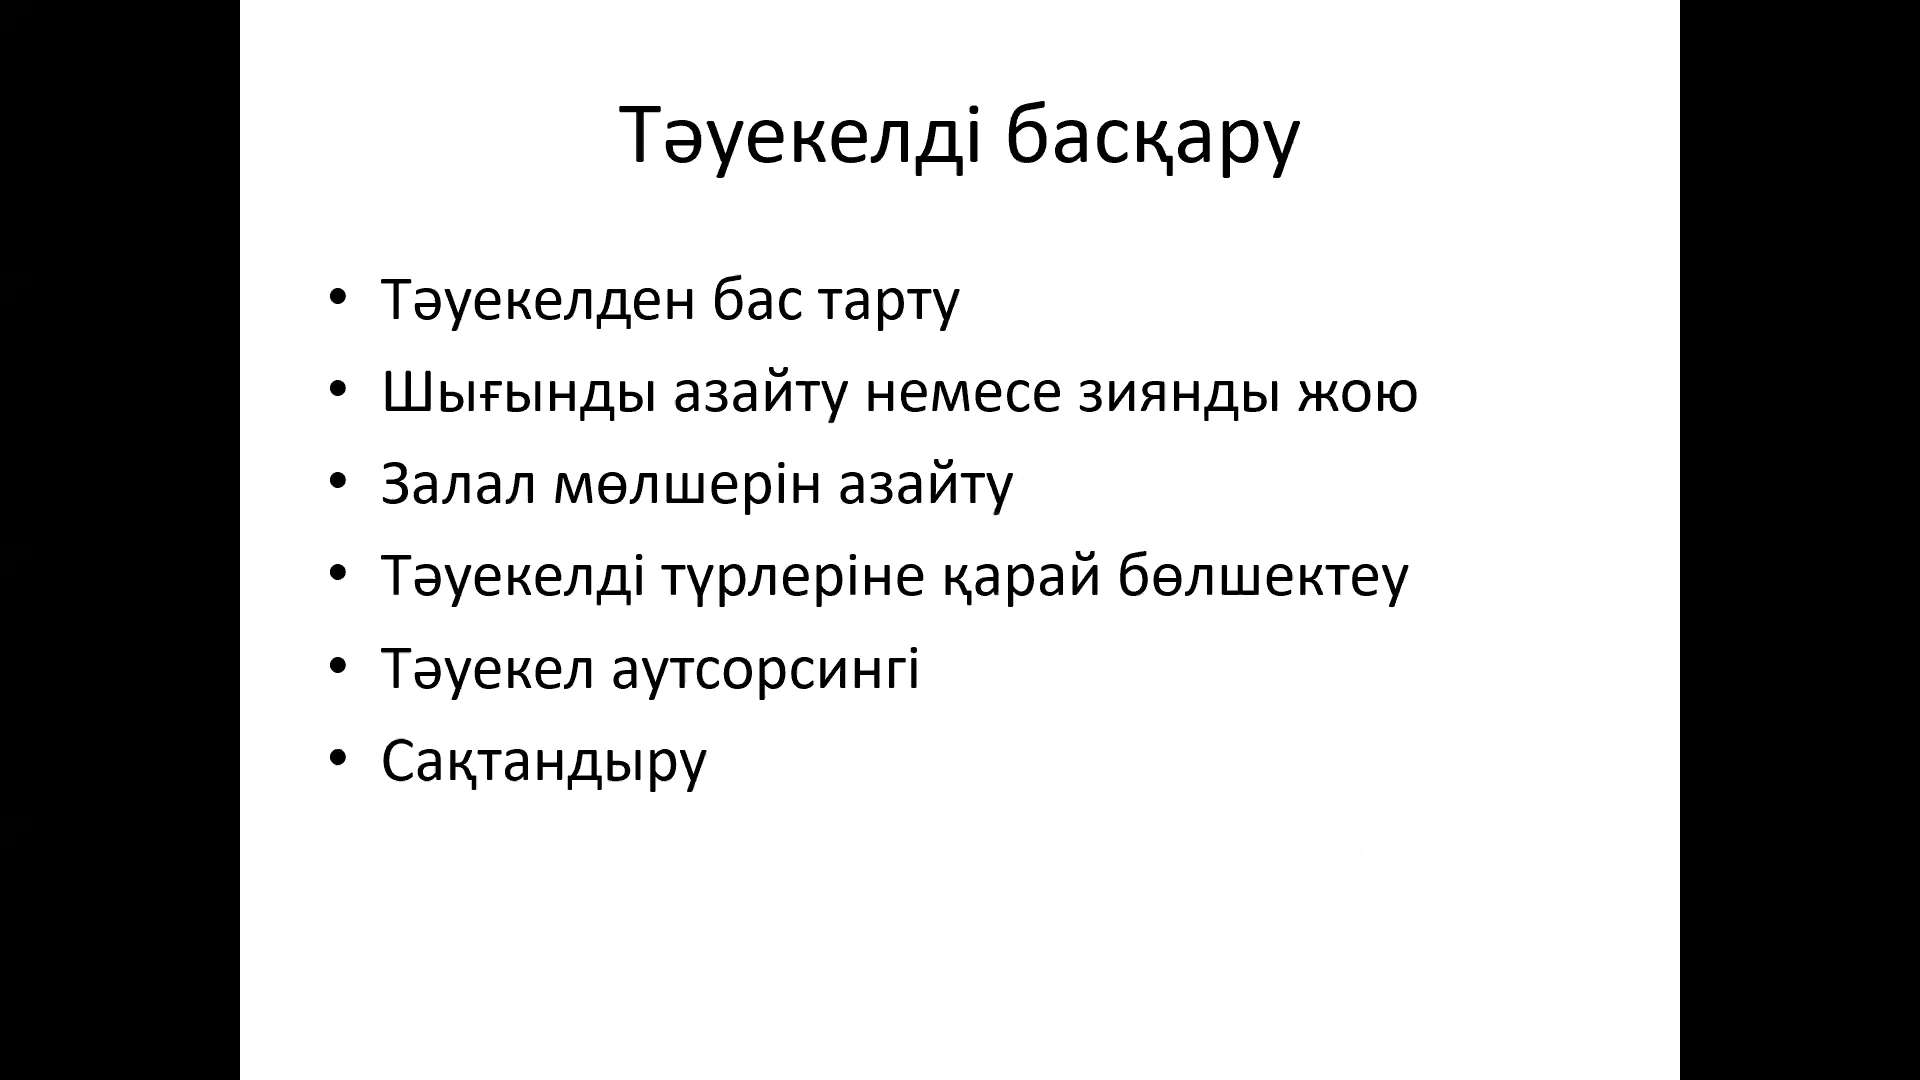 Тәуекелді басқару
• Тәуекелден бас тарту
• Шығынды азайту немесе зиянды жою
• Залал мөлшерін азайту
• Тәуекелді түрлеріне қарай бөлшектеу
• Тәуекел аутсорсингі
• Сақтандыру